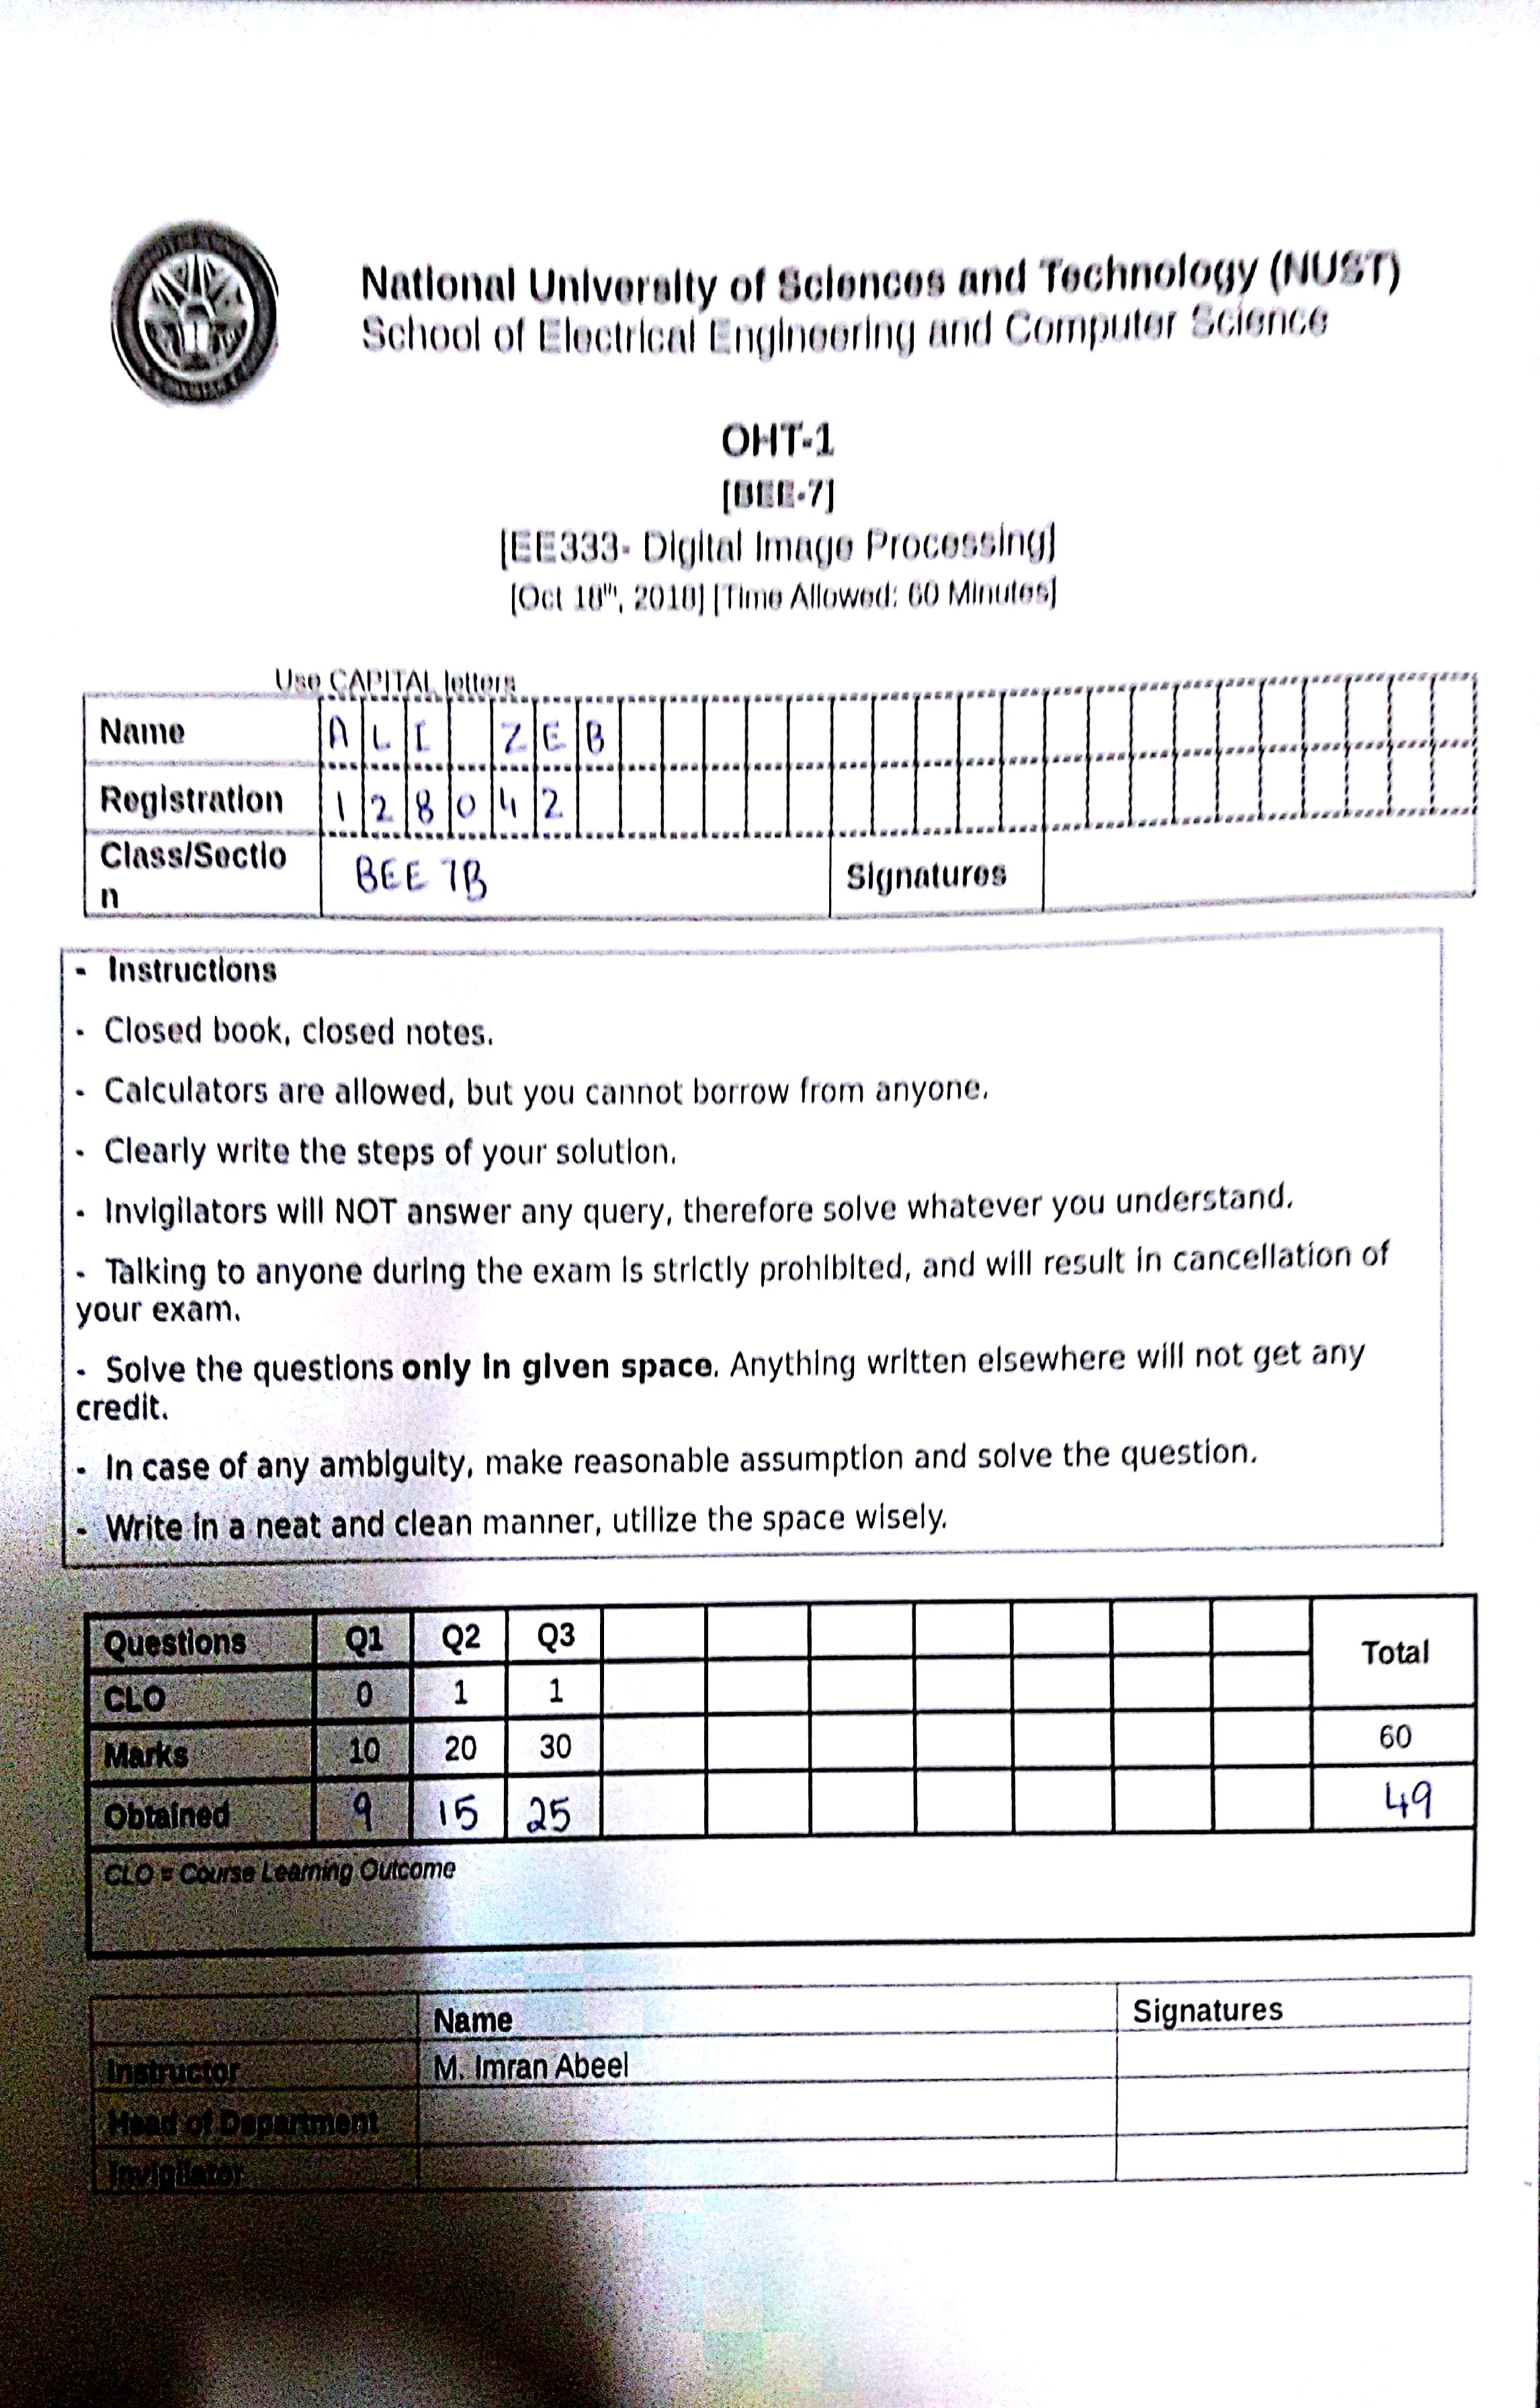 National University of Sciences and Technology (NUST)
School of Electrical Engineering and Computer Science
OHT-1
[BEE-7]
[EE333- Digital Image Processing]
[Oct 18th, 2018] [Time Allowed: 60 Minutes]
Use CAPITAL letters
Name ALI ZEB
Registration 128042
Class/Sectio
n BEE 7B Signatures
- Instructions
- Closed book, closed notes.
- Calculators are allowed, but you cannot borrow from anyone.
- Clearly write the steps of your solution.
- Invigilators will NOT answer any query, therefore solve whatever you understand.
- Talking to anyone during the exam is strictly prohibited, and will result in cancellation of
your exam.
- Solve the questions only in given space. Anything written elsewhere will not get any
credit.
- In case of any ambiguity, make reasonable assumption and solve the question.
- Write in a neat and clean manner, utilize the space wisely.
Questions Q1 Q2 Q3 Total
CLO 0 1 1
Marks 10 20 30 60
Obtained 9 15 25 49
CLO = Course Learning Outcome
Name Signatures
Instructor M. Imran Abeel
Head of Department
Invigilator